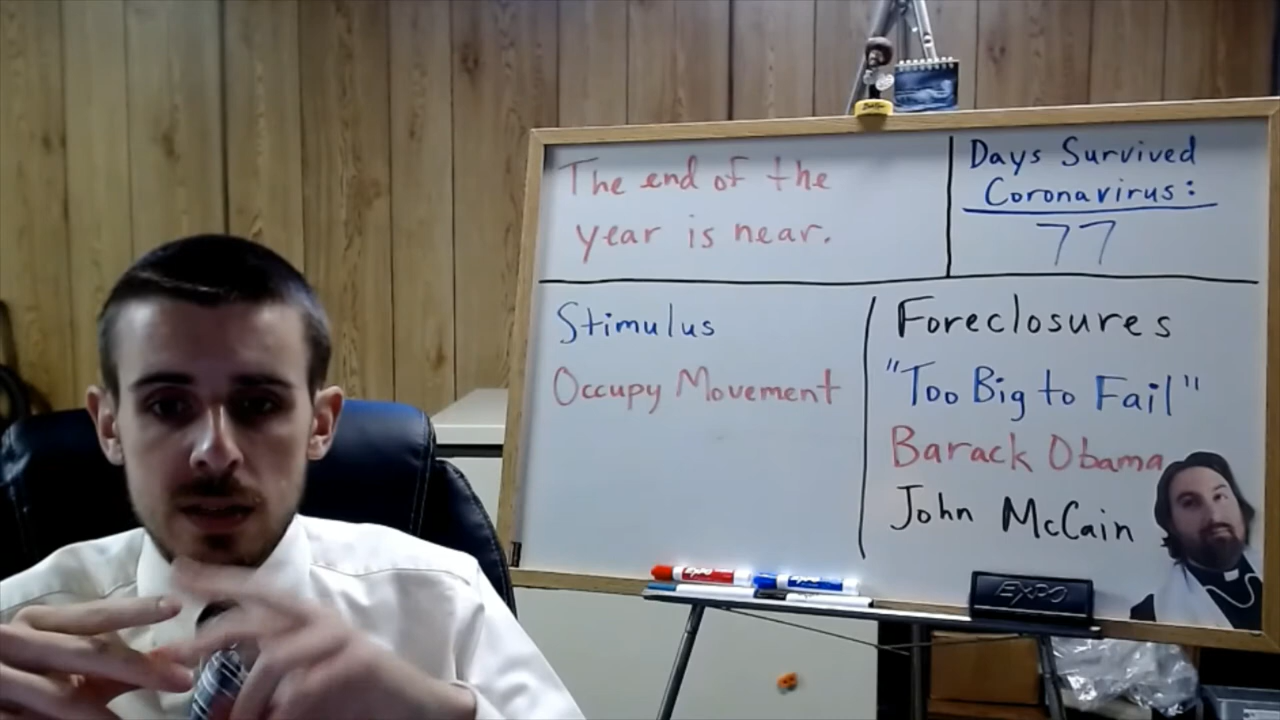 The end of the
year is near.
Days Survived
Coronavirus:
77
Stimulus
Occupy Movement
Foreclosures
"Too Big to Fail"
Barack Obama
John McCain
EXPO